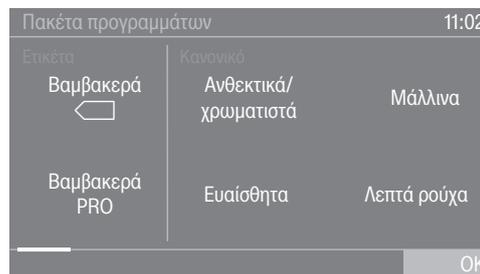 Πακέτα προγραμμάτων 11:02
Ετικέτα Κανονικό
Βαμβακερά
Ανθεκτικά/
χρωματιστά
Μάλλινα
Βαμβακερά
PRO
Ευαίσθητα
Λεπτά ρούχα
OK